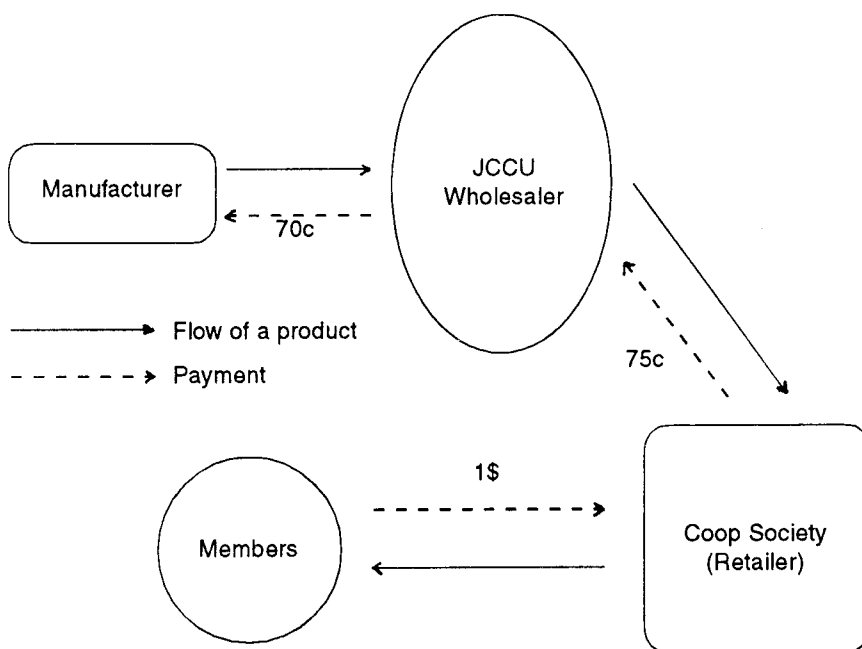 JCCU
Wholesaler
Manufacturer
70c
Flow of a product
Payment
75c
1$
Members
Coop Society
(Retailer)